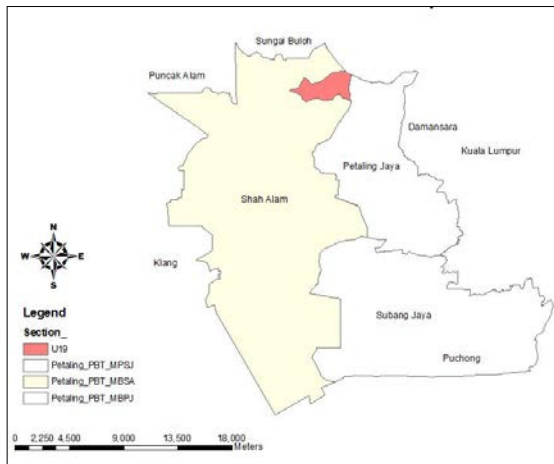 Sungai Buloh
Puncak Alam
Damansara
Kuala Lumpur
Petaling Jaya
Shah Alam
N
W E
S
Klang
Legend
Section_
U19
Petaling_PBT_MPSJ
Petaling_PBT_MBSA
Petaling_PBT_MBPJ
Subang Jaya
Puchong
0 2,250 4,500 9,000 13,500 18,000
Meters